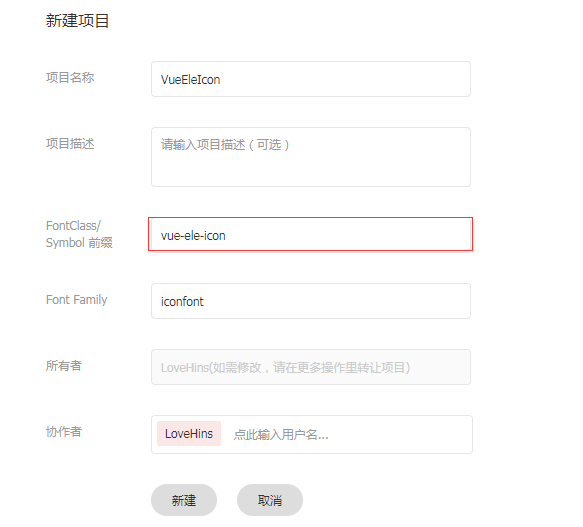 新建项目
项目名称
VueEleIcon
项目描述
请输入项目描述（可选）
FontClass/
Symbol 前缀
vue-ele-icon
Font Family
iconfont
所有者
LoveHins(如需修改，请在更多操作里转让项目)
协作者
LoveHins 点此输入用户名...
新建 取消